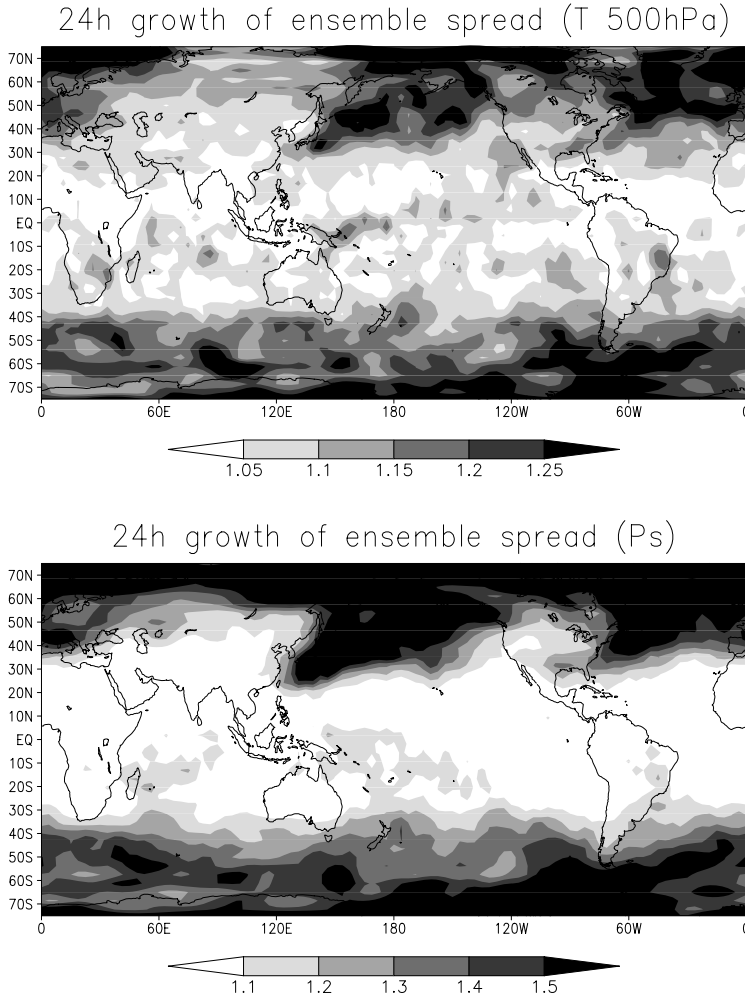 24h growth of ensemble spread (T 500hPa)
70N
60N
50N
40N
30N
20N
10N
EQ
10S
20S
30S
40S
50S
60S
70S
0 60E 120E 180 120W 60W 0
1.05 1.1 1.15 1.2 1.25
24h growth of ensemble spread (Ps)
70N
60N
50N
40N
30N
20N
10N
EQ
10S
20S
30S
40S
50S
60S
70S
0 60E 120E 180 120W 60W 0
1.1 1.2 1.3 1.4 1.5